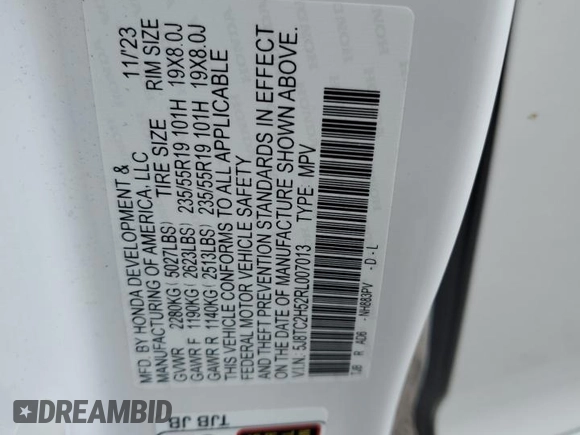 MFD. BY HONDA DEVELOPMENT & 11/23
MANUFACTURING OF AMERICA, LLC
TIRE SIZE RIM SIZE
GVWR 2280KG (5027LBS)
GAWR F 1190KG (2623LBS) 235/55R19 101H 19X8.0J
GAWR R 1140KG (2513LBS) 235/55R19 101H 19X8.0J
THIS VEHICLE CONFORMS TO ALL APPLICABLE
FEDERAL MOTOR VEHICLE SAFETY
AND THEFT PREVENTION STANDARDS IN EFFECT
ON THE DATE OF MANUFACTURE SHOWN ABOVE.
V.I.N: 5J8TC2H52RL007013 TYPE: MPV
TJB R AD6 -NH883PV -D-L
TJB JB
DREAMBID